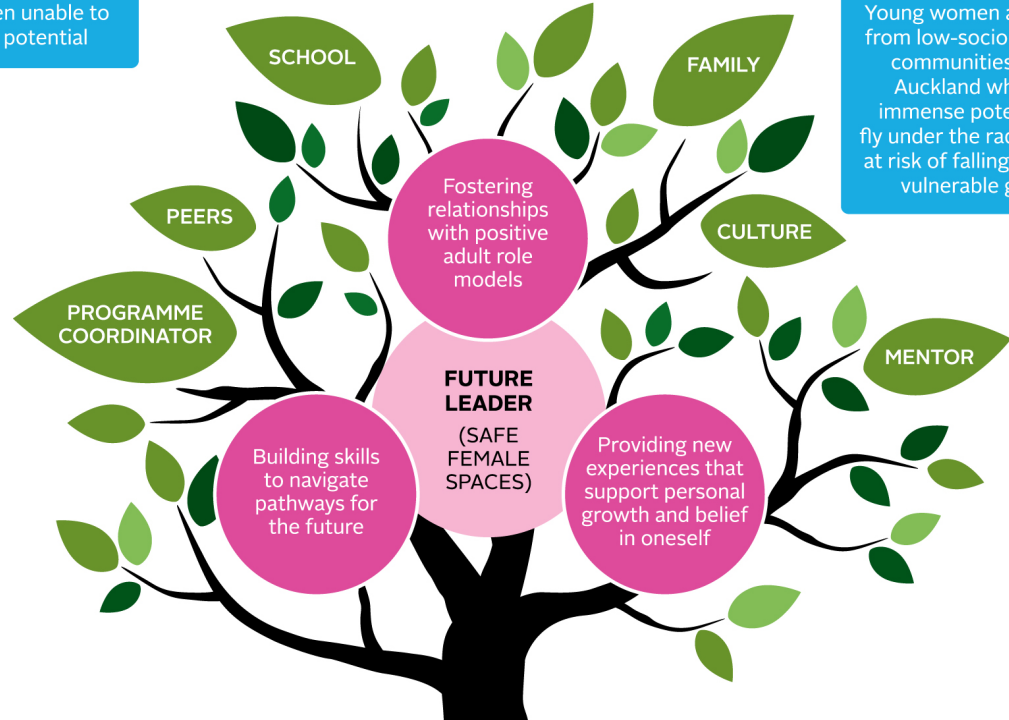 en unable to
potential
SCHOOL
FAMILY
Young women a
from low-socio
communities
Auckland wh
immense pote
fly under the rad
at risk of falling
vulnerable g
Fostering
relationships
with positive
adult role
models
PEERS
CULTURE
PROGRAMME
COORDINATOR
MENTOR
FUTURE
LEADER
(SAFE
FEMALE
SPACES)
Building skills
to navigate
pathways for
the future
Providing new
experiences that
support personal
growth and belief
in oneself